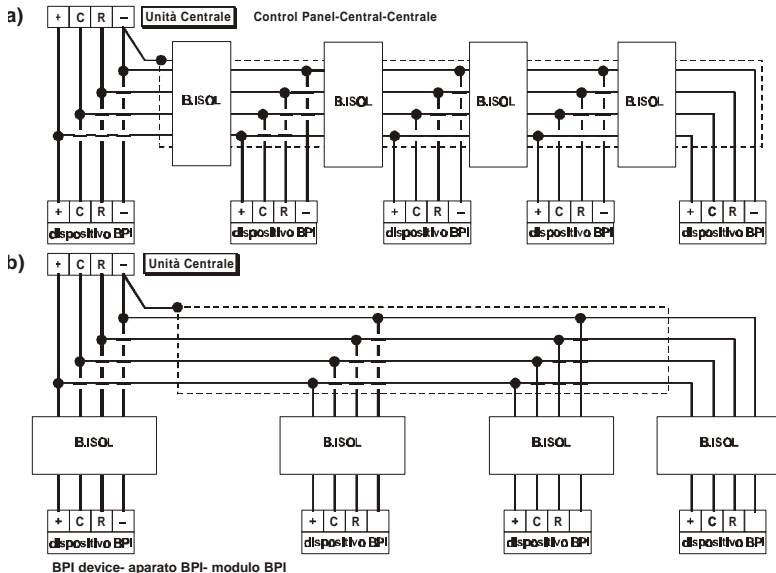 a)
+ C R –
Unità Centrale
Control Panel-Central-Centrale
B.ISOL B.ISOL B.ISOL B.ISOL
+ C R – + C R – + C R – + C R – + C R –
dispositivo BPI dispositivo BPI dispositivo BPI dispositivo BPI dispositivo BPI
b)
+ C R –
Unità Centrale
B.ISOL B.ISOL B.ISOL B.ISOL
+ C R – + C R + C R + C R
dispositivo BPI dispositivo BPI dispositivo BPI dispositivo BPI
BPI device- aparato BPI- modulo BPI